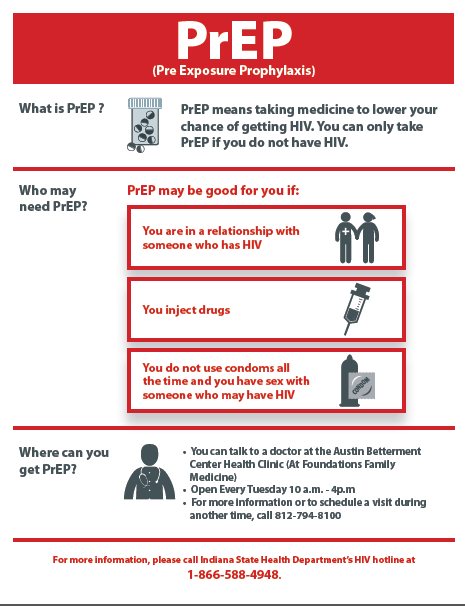 PrEP
(Pre Exposure Prophylaxis)
What is PrEP ?
PrEP means taking medicine to lower your
chance of getting HIV. You can only take
PrEP if you do not have HIV.
Who may
need PrEP?
PrEP may be good for you if:
You are in a relationship with
someone who has HIV
You inject drugs
You do not use condoms all
the time and you have sex with
someone who may have HIV
CONDOM
Where can you
get PrEP?
• You can talk to a doctor at the Austin Betterment
Center Health Clinic (At Foundations Family
Medicine)
• Open Every Tuesday 10 a.m. - 4p.m
• For more information or to schedule a visit during
another time, call 812-794-8100
For more information, please call Indiana State Health Department's HIV hotline at
1-866-588-4948.